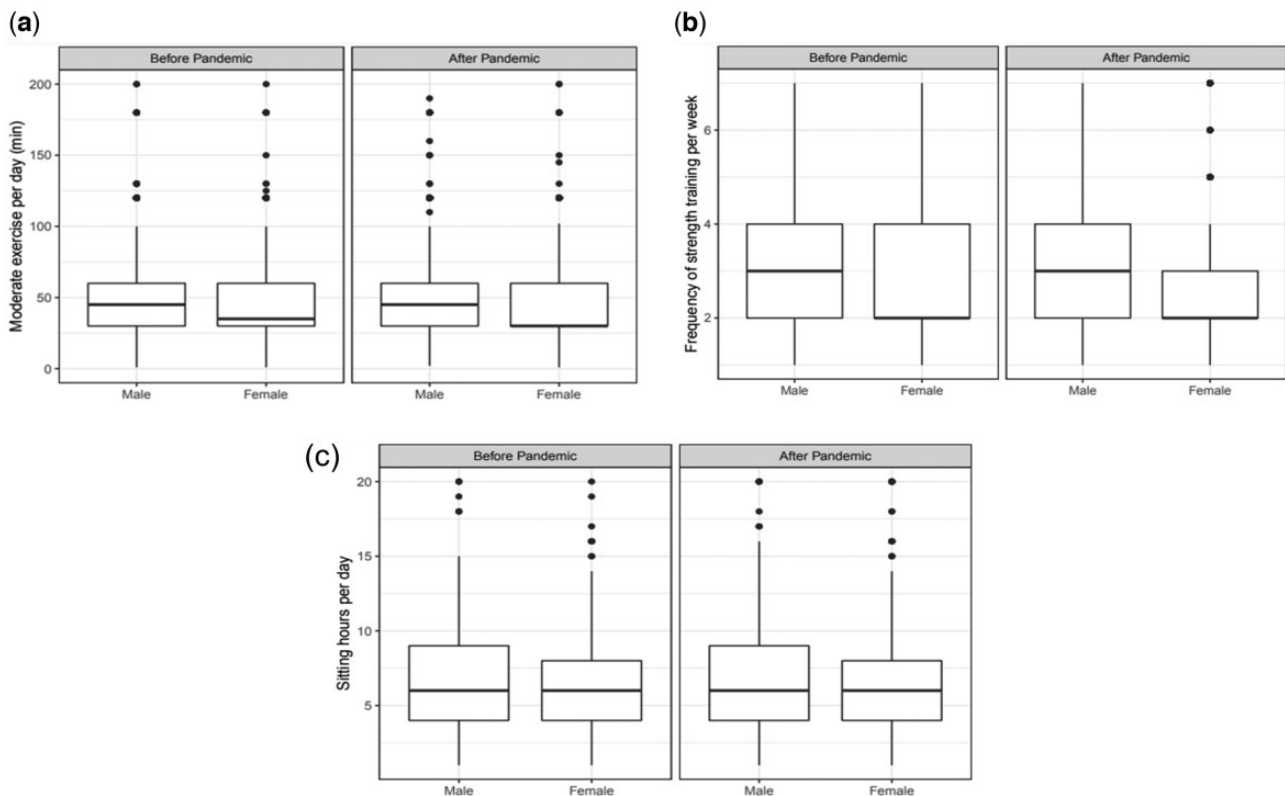 (a)
Before Pandemic After Pandemic
Moderate exercise per day (min)
200
150
100
50
0
Male Female Male Female
(b)
Before Pandemic After Pandemic
Frequency of strength training per week
6
4
2
Male Female Male Female
(c)
Before Pandemic After Pandemic
Sitting hours per day
20
15
10
5
Male Female Male Female